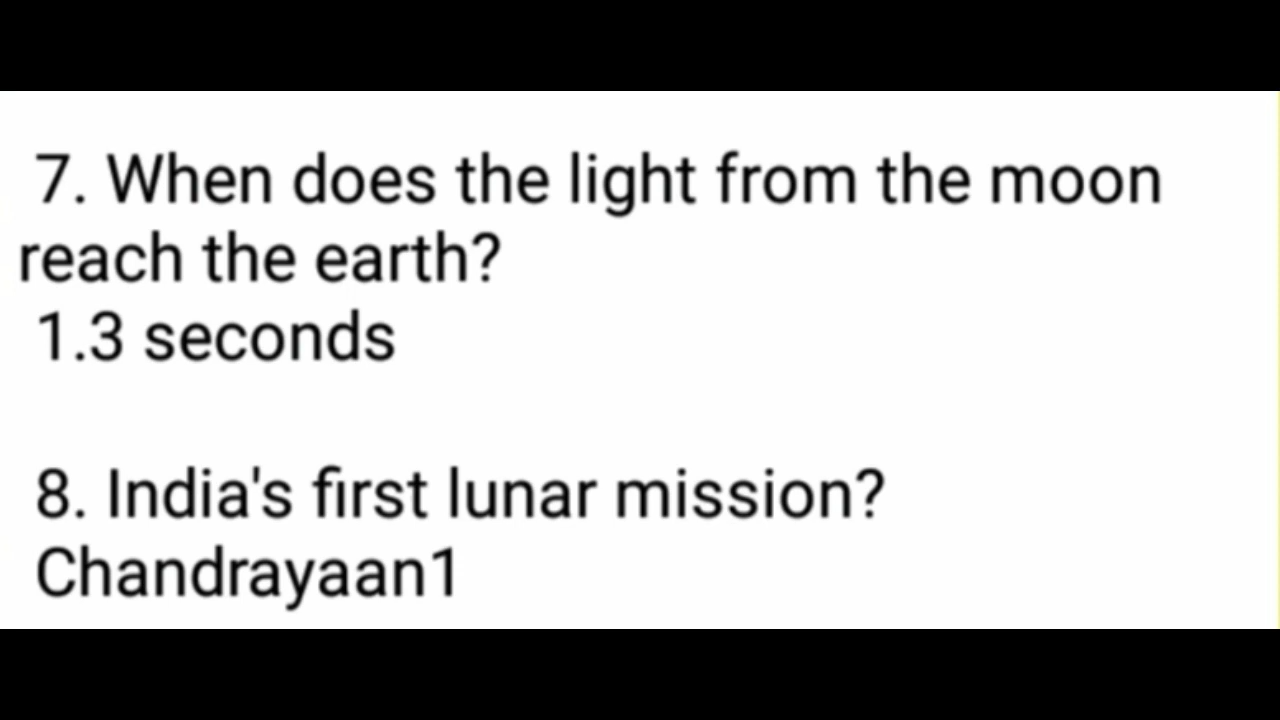 7. When does the light from the moon
reach the earth?
1.3 seconds
8. India's first lunar mission?
Chandrayaan1